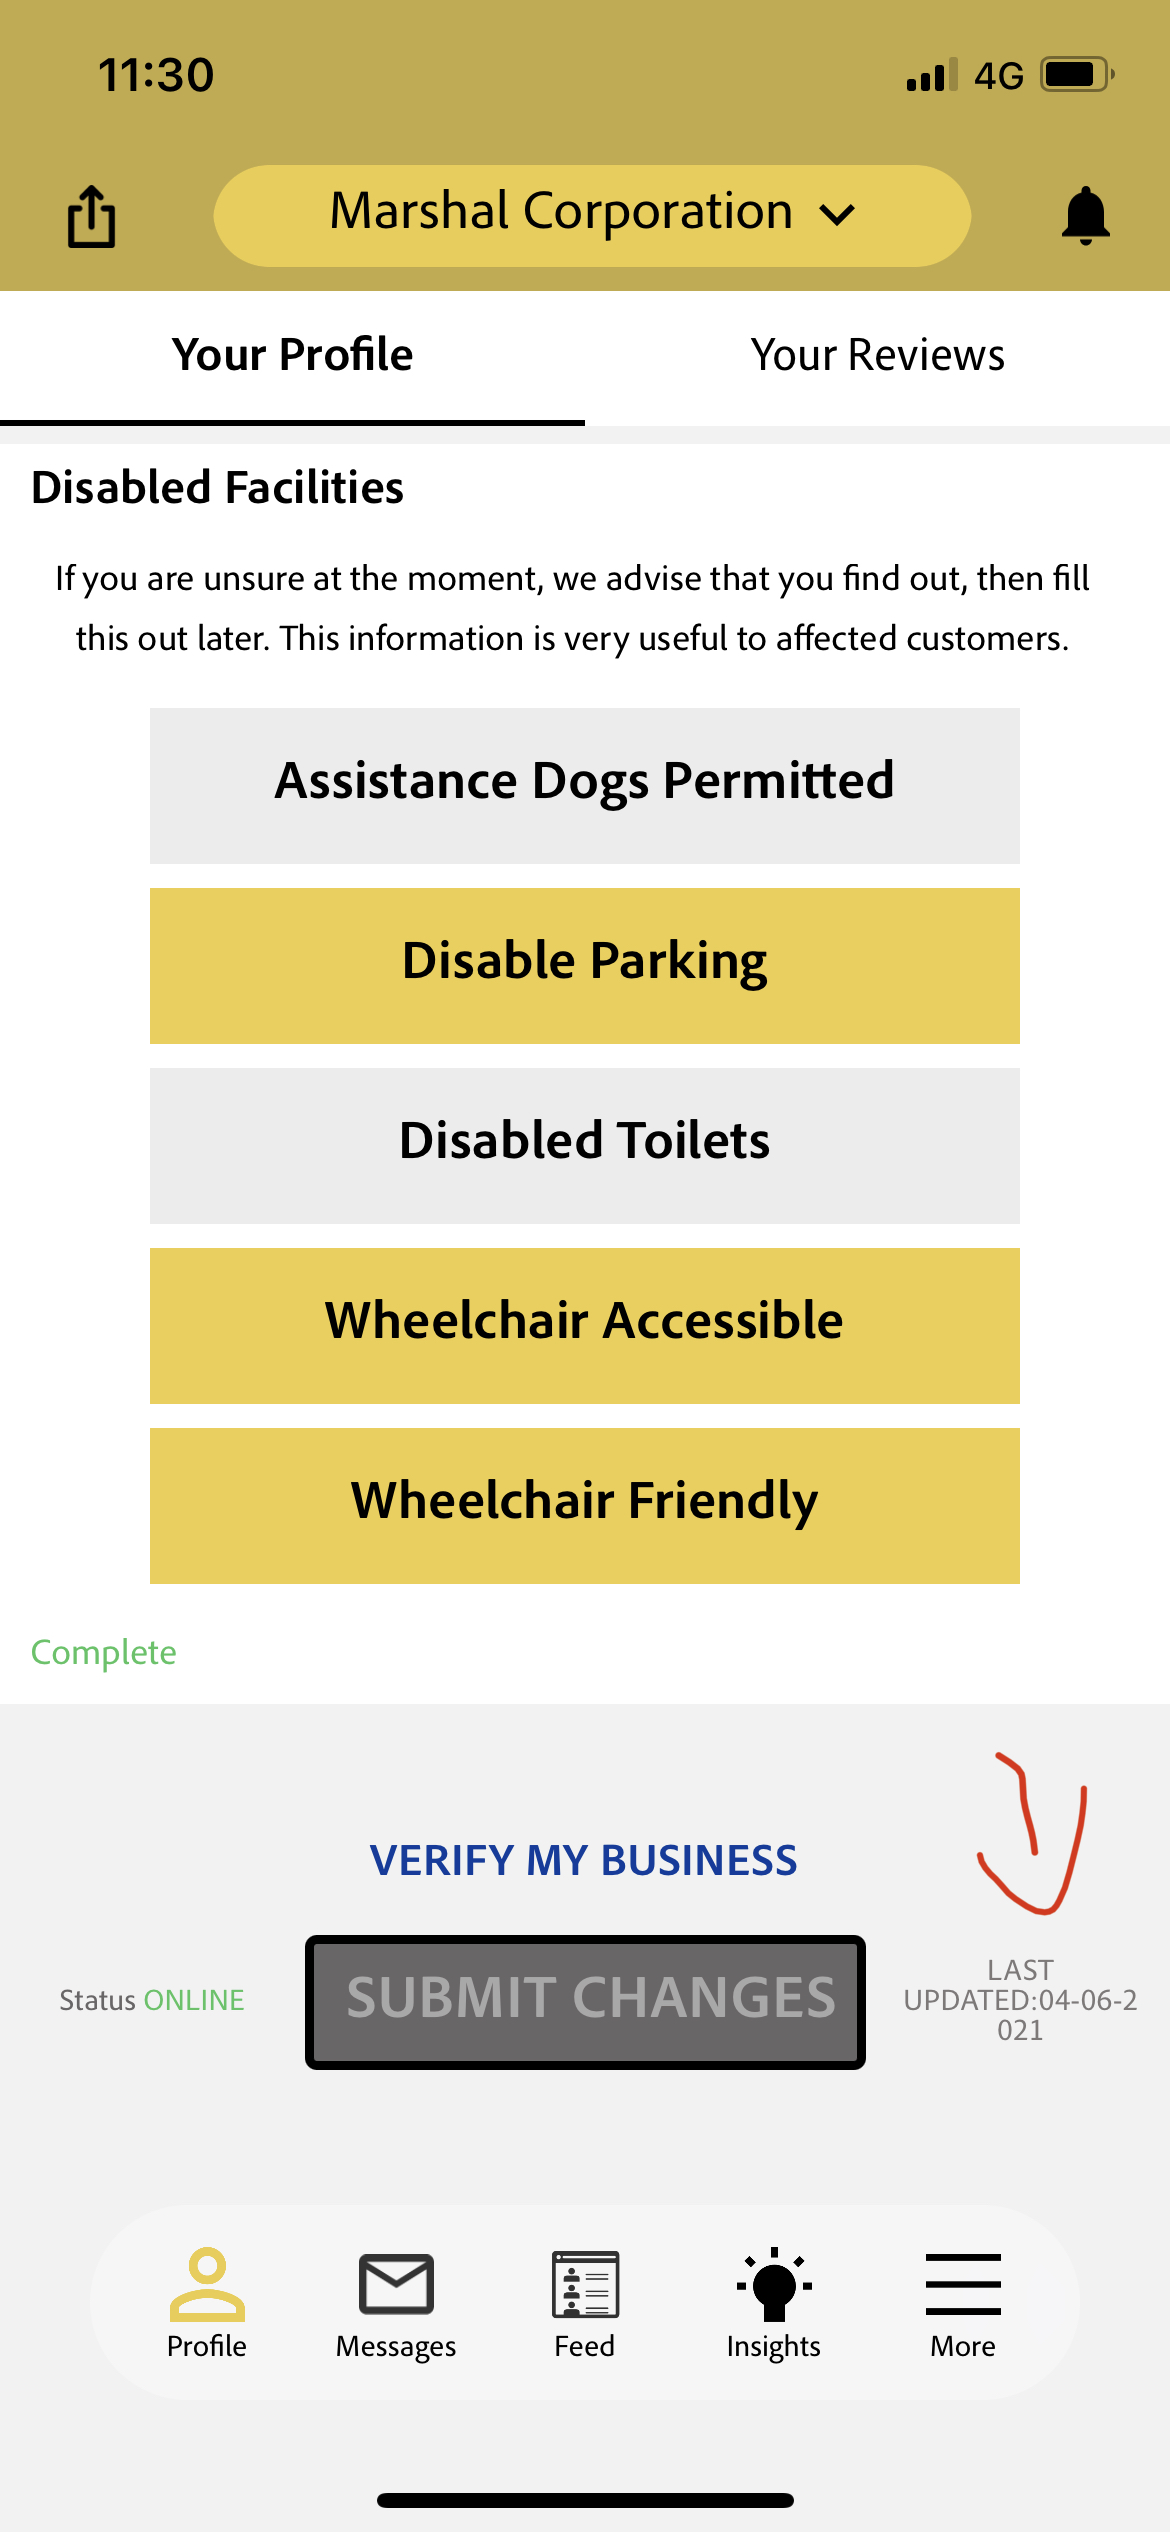 11:30
4G
Marshal Corporation
Your Profile
Your Reviews
Disabled Facilities
If you are unsure at the moment, we advise that you find out, then fill
this out later. This information is very useful to affected customers.
Assistance Dogs Permitted
Disable Parking
Disabled Toilets
Wheelchair Accessible
Wheelchair Friendly
Complete
VERIFY MY BUSINESS
Status ONLINE
SUBMIT CHANGES
LAST
UPDATED:04-06-2
021
Profile
Messages
Feed
Insights
More